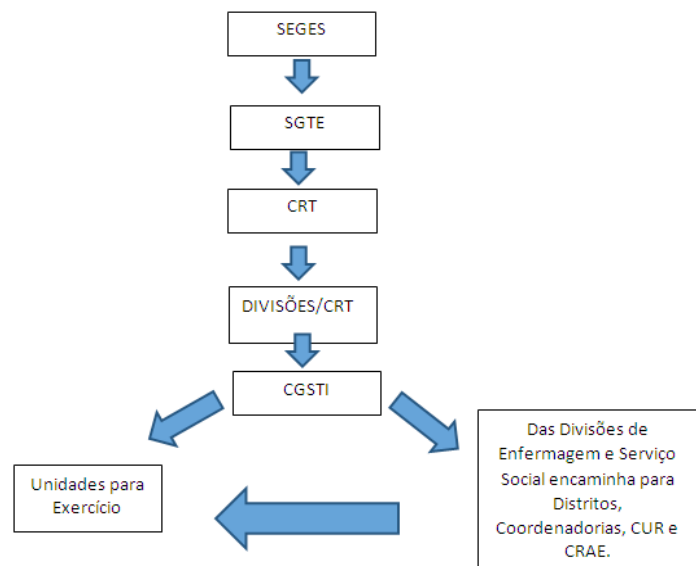 SEGES
SGTE
CRT
DIVISÕES/CRT
CGSTI
Unidades para
Exercício
Das Divisões de
Enfermagem e Serviço
Social encaminha para
Distritos,
Coordenadorias, CUR e
CRAE.